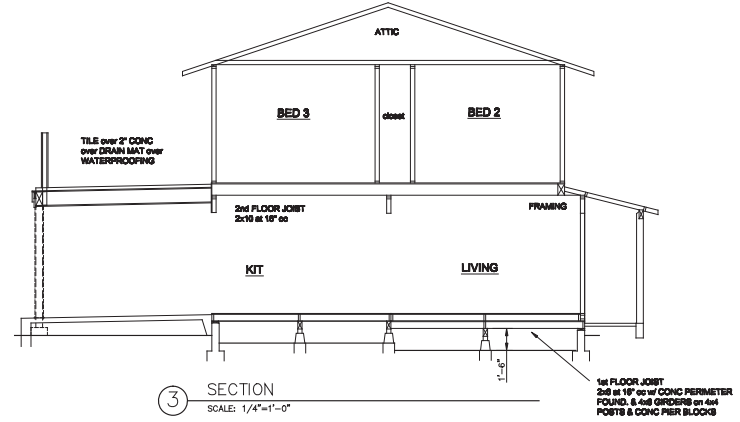 ATTIC
BED 3
closet
BED 2
TILE over 2" CONC
over DRAIN MAT over
WATERPROOFING
2nd FLOOR JOIST
2x10 at 16" cc
FRAMING
KIT
LIVING
1'-6"
1st FLOOR JOIST
2x8 at 16" cc w/ CONC PERIMETER
FOUND. & 4x8 GIRDERS on 4x4
POSTS & CONC PIER BLOCKS
3
SECTION
SCALE: 1/4"=1'-0"